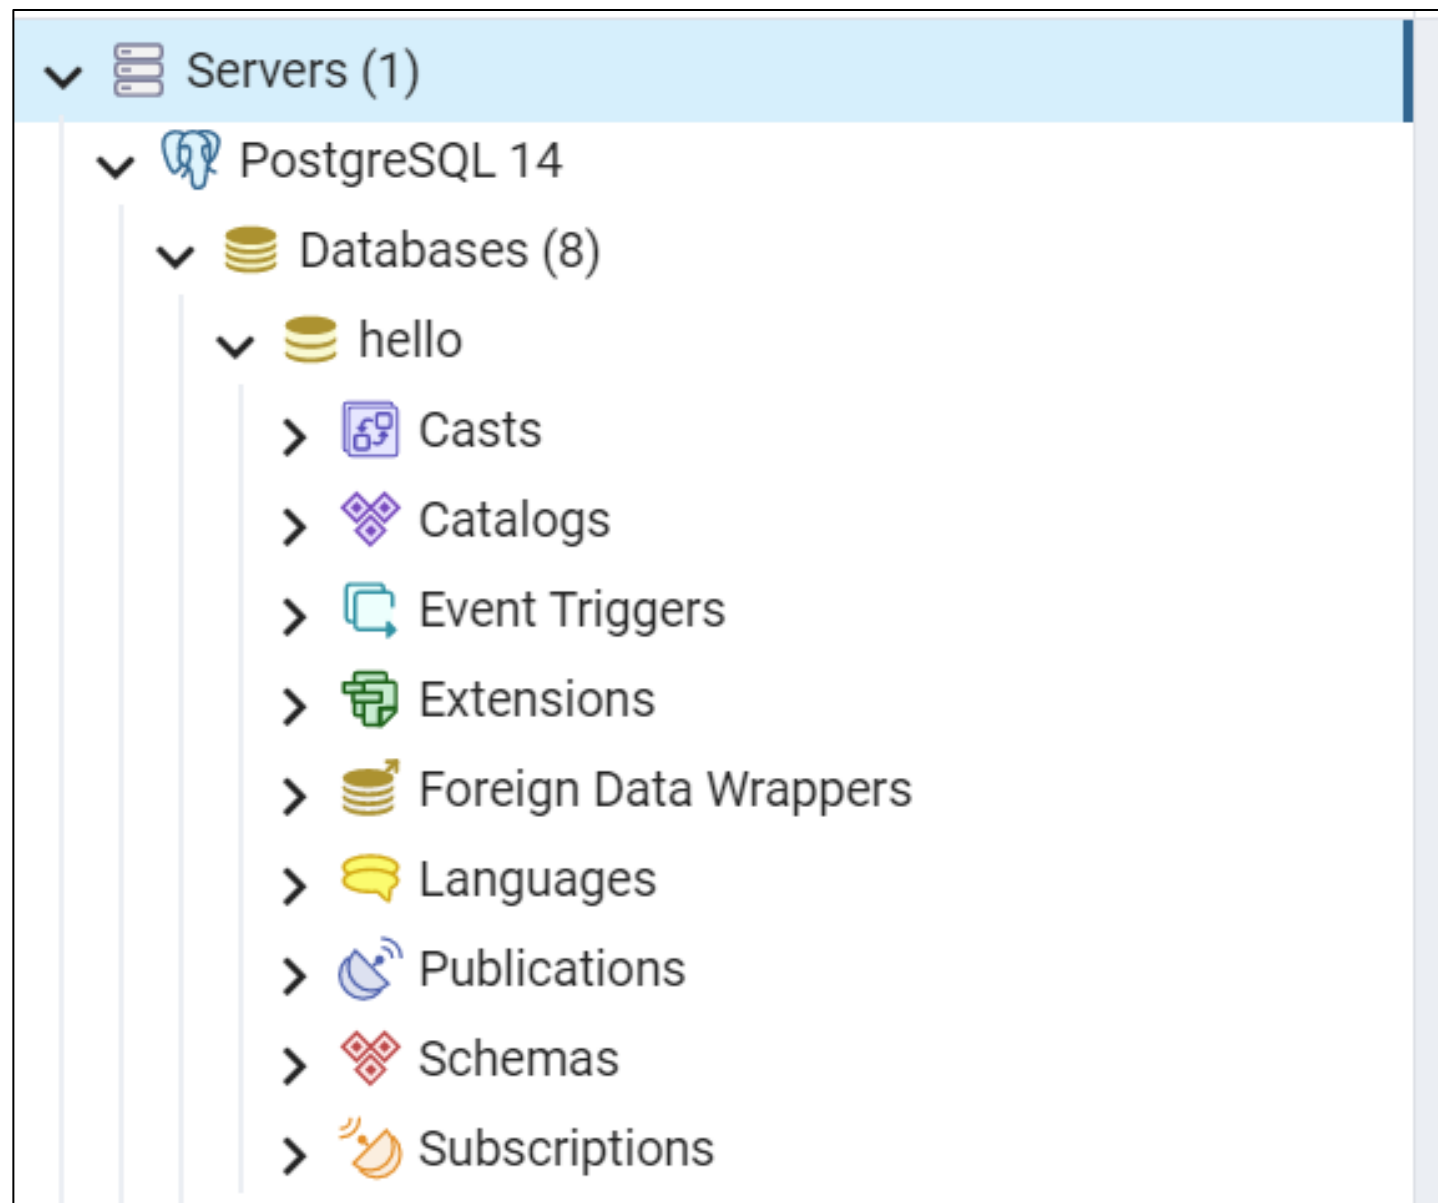 Servers (1)
PostgreSQL 14
Databases (8)
hello
Casts
Catalogs
Event Triggers
Extensions
Foreign Data Wrappers
Languages
Publications
Schemas
Subscriptions